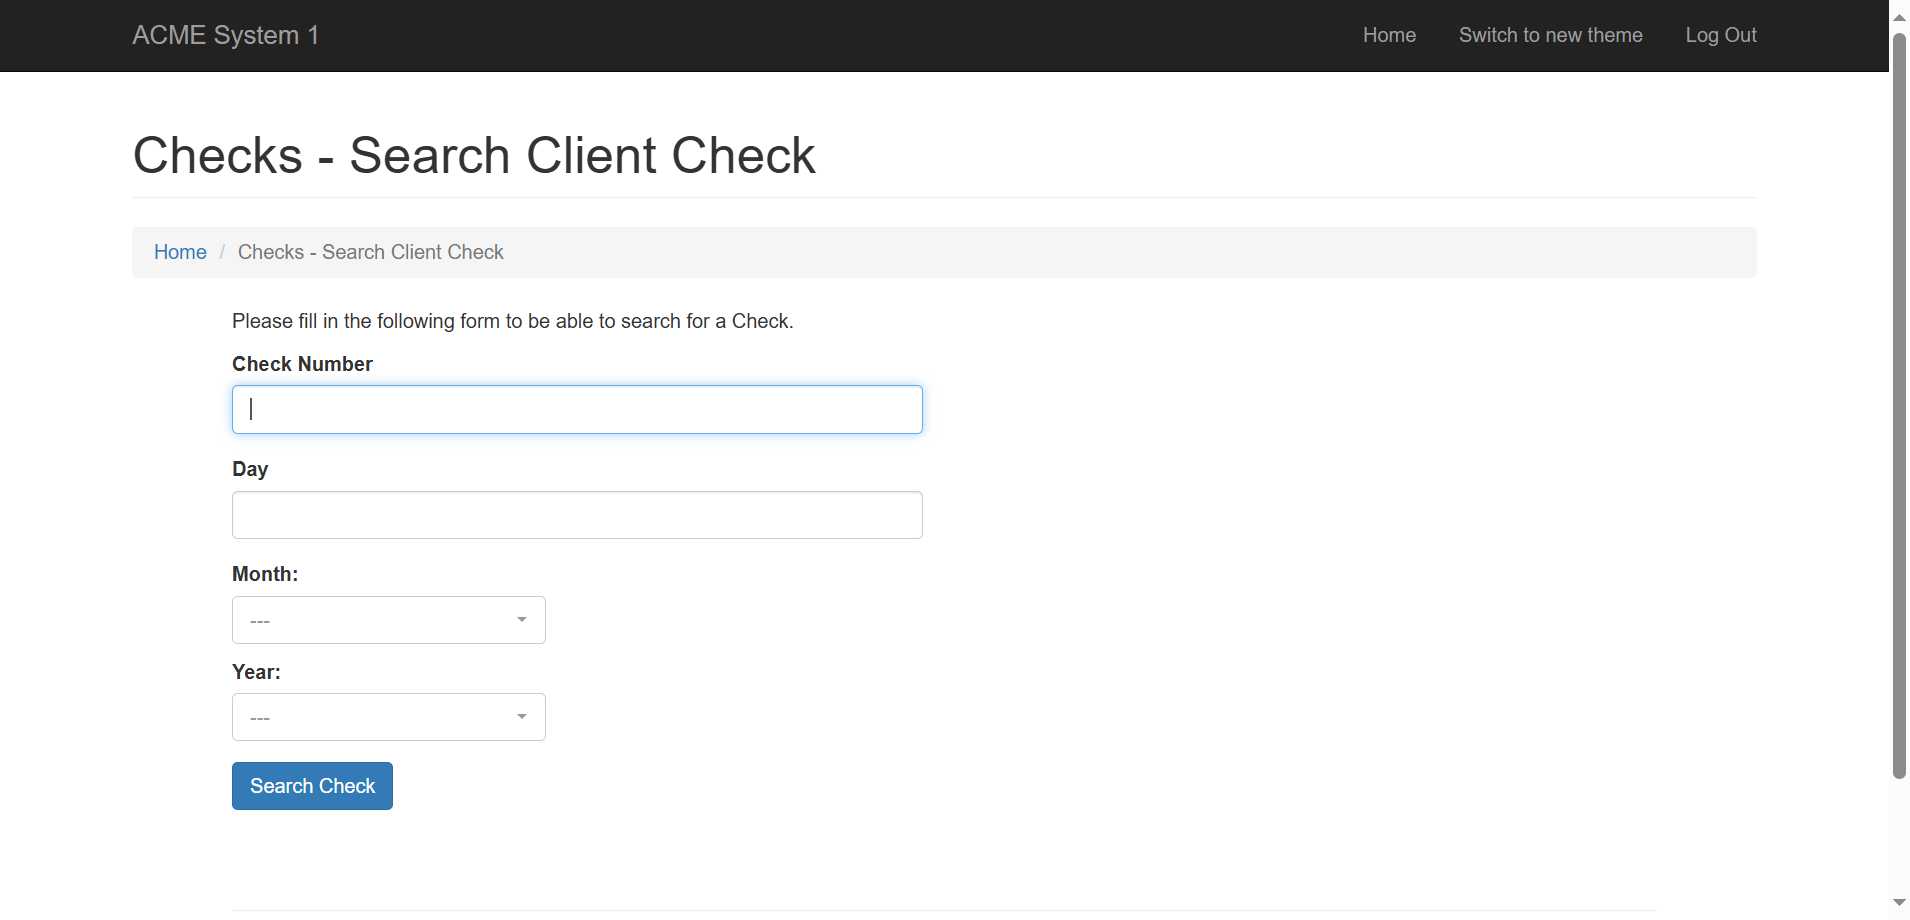 ACME System 1
Home
Switch to new theme
Log Out
Checks - Search Client Check
Home / Checks - Search Client Check
Please fill in the following form to be able to search for a Check.
Check Number
Day
Month:
---
Year:
---
Search Check